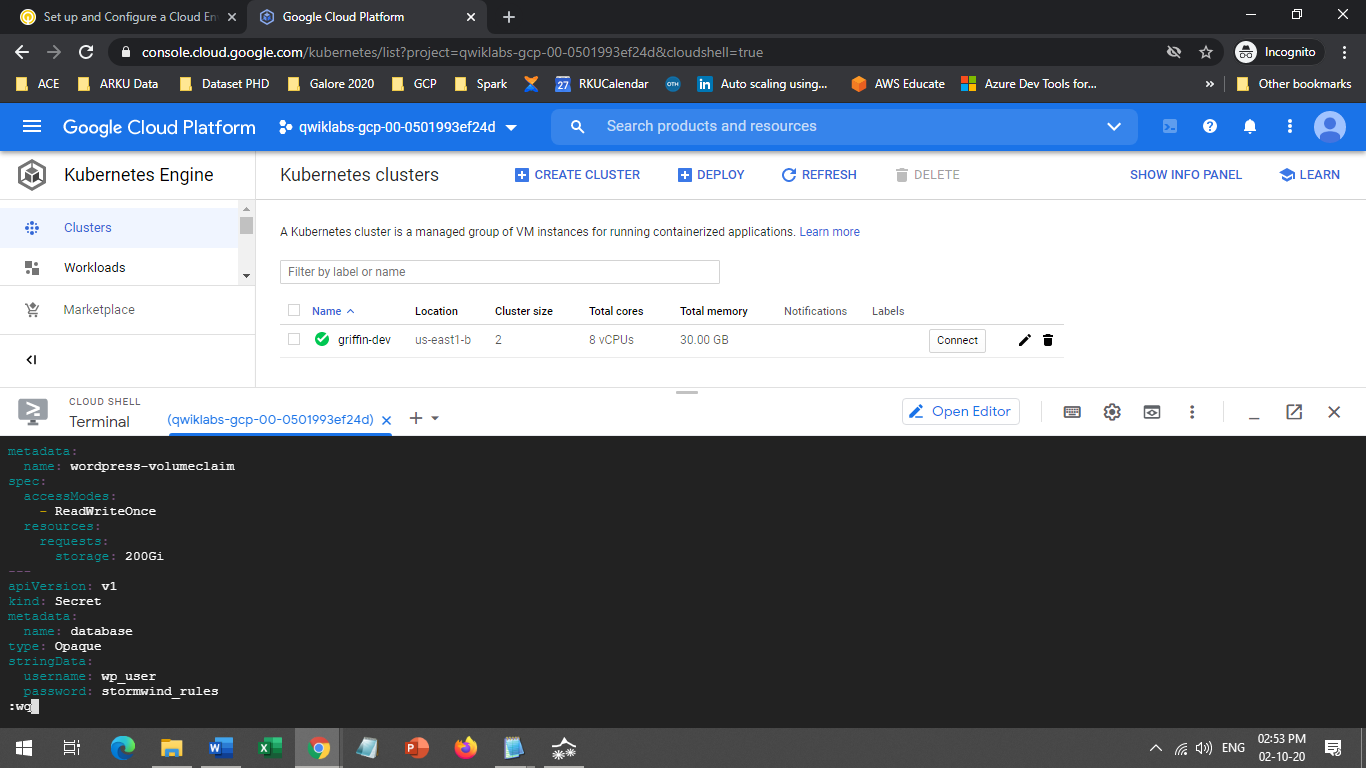 Set up and Configure a Cloud En
Google Cloud Platform
console.cloud.google.com/kubernetes/list?project=qwiklabs-gcp-00-0501993ef24d&cloudshell=true
Incognito
ACE
ARKU Data
Dataset PHD
Galore 2020
GCP
Spark
27
RKUCalendar
OTH
in
Auto scaling using...
AWS Educate
Azure Dev Tools for...
»
Other bookmarks
Google Cloud Platform
qwiklabs-gcp-00-0501993ef24d
Search products and resources
Kubernetes Engine
Kubernetes clusters
CREATE CLUSTER
DEPLOY
REFRESH
DELETE
SHOW INFO PANEL
LEARN
Clusters
Workloads
Marketplace
A Kubernetes cluster is a managed group of VM instances for running containerized applications. Learn more
Filter by label or name
Name Location Cluster size Total cores Total memory Notifications Labels
griffin-dev us-east1-b 2 8 vCPUs 30.00 GB Connect
CLOUD SHELL
Terminal
(qwiklabs-gcp-00-0501993ef24d)
Open Editor
metadata:
name: wordpress-volumeclaim
spec:
accessModes:
- ReadWriteOnce
resources:
requests:
storage: 200Gi
---
apiVersion: v1
kind: Secret
metadata:
name: database
type: Opaque
stringData:
username: wp_user
password: stormwind_rules
:wq
ENG
02:53 PM
02-10-20